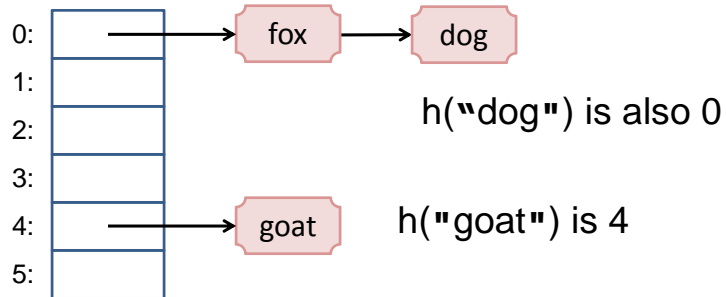 0: fox dog
1:
h("dog") is also 0
2:
3:
4: goat h("goat") is 4
5: